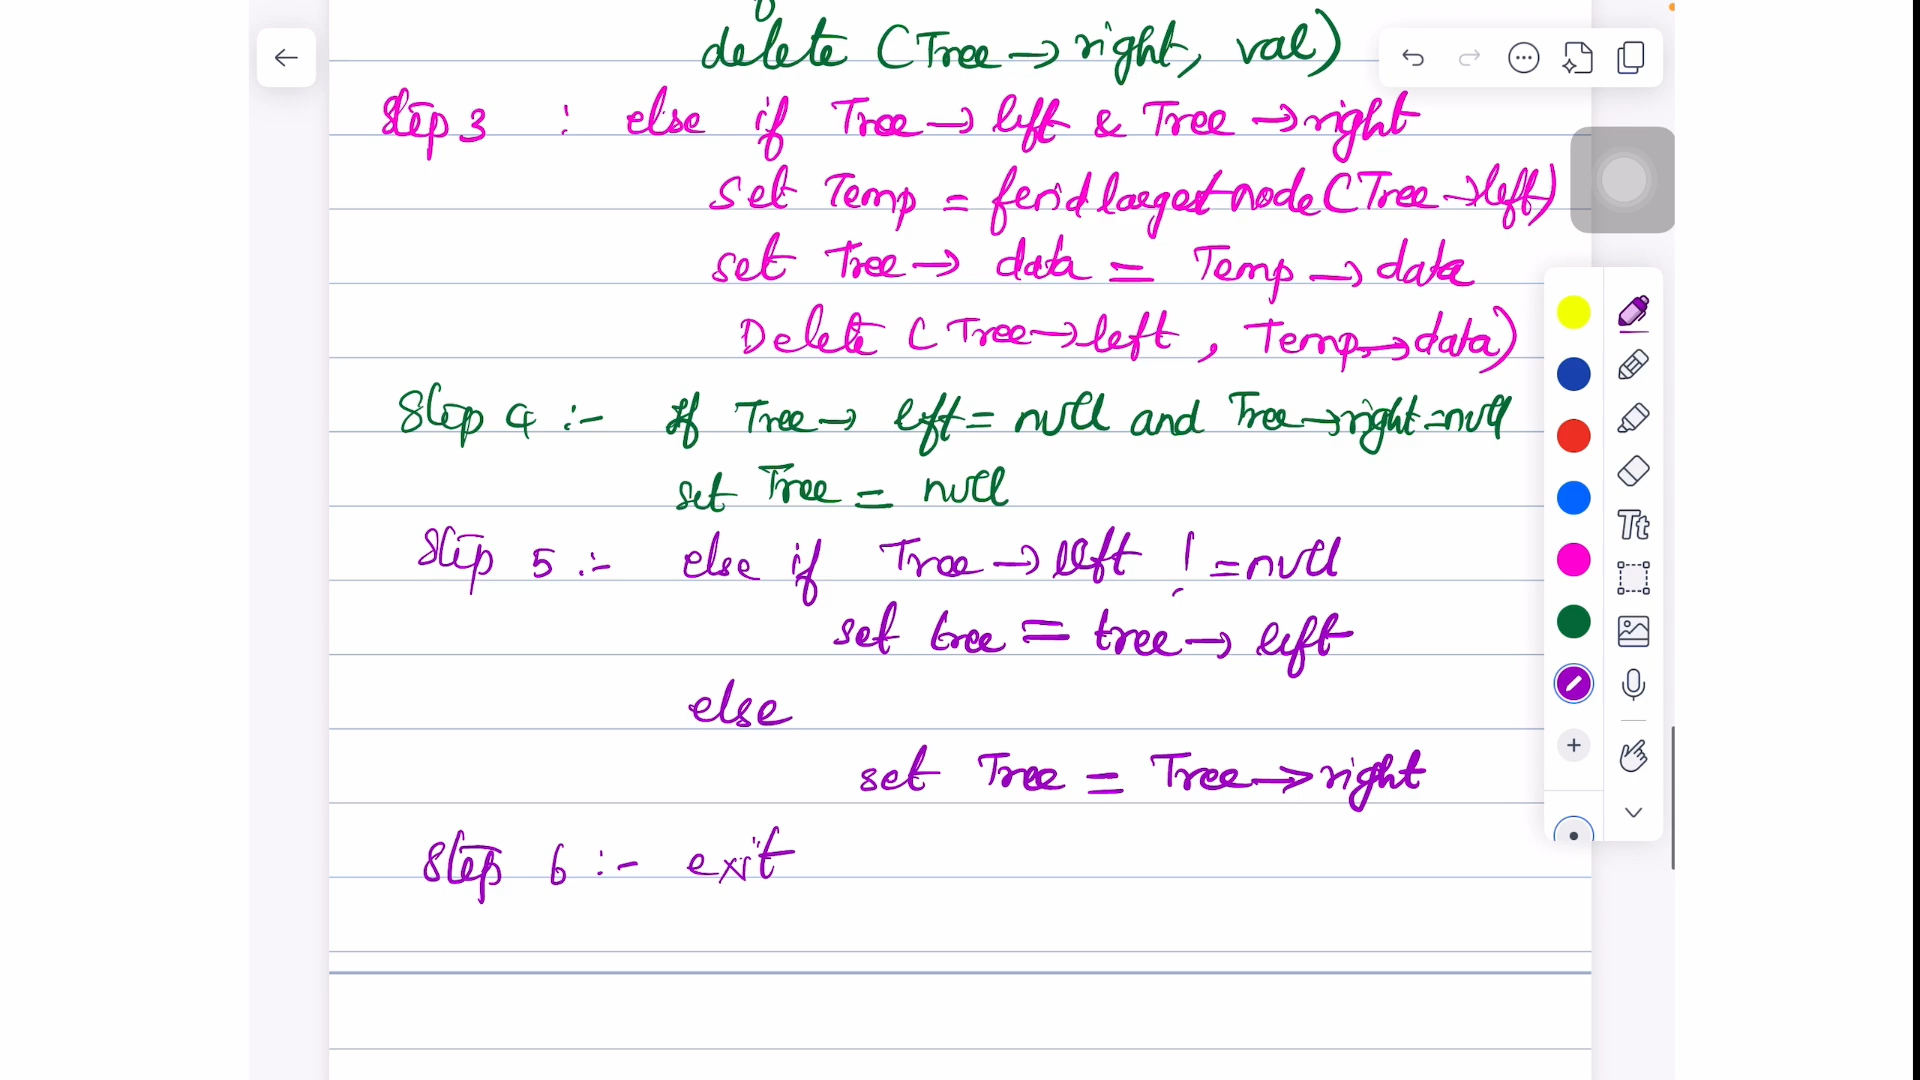 delete (Tree→right, val)
Step 3 : else if Tree→left & Tree→right
set Temp = find largest node (Tree→left)
set Tree→data = Temp→data
Delete (Tree→left, Temp→data)
Step 4 :- if Tree→left = null and Tree→right = null
set Tree = null
Step 5 :- else if Tree→left != null
set tree = tree→left
else
set Tree = Tree→right
Step 6 :- exit
Tt